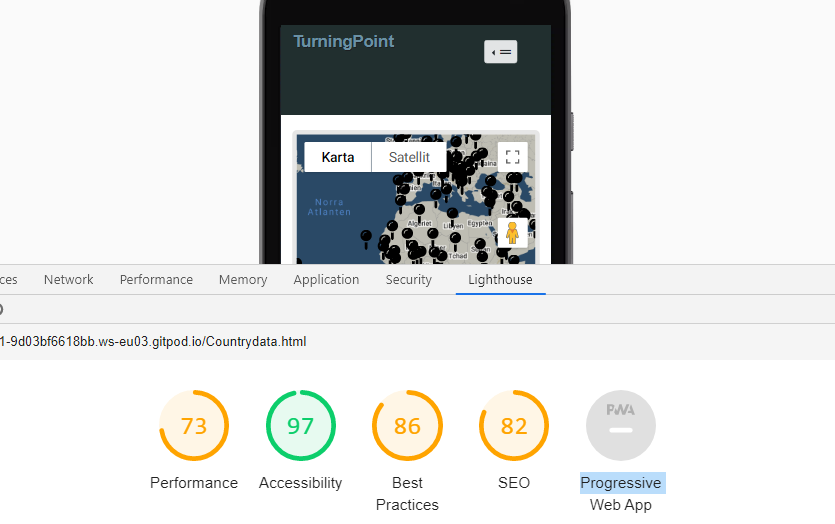 TurningPoint
Karta Satellit
Norra
Atlanten
Algeriet Libyen Egypten
Tchad
ces Network Performance Memory Application Security Lighthouse
1-9d03bf6618bb.ws-eu03.gitpod.io/Countrydata.html
73 97 86 82 PWA
Performance Accessibility Best SEO Progressive
Practices Web App